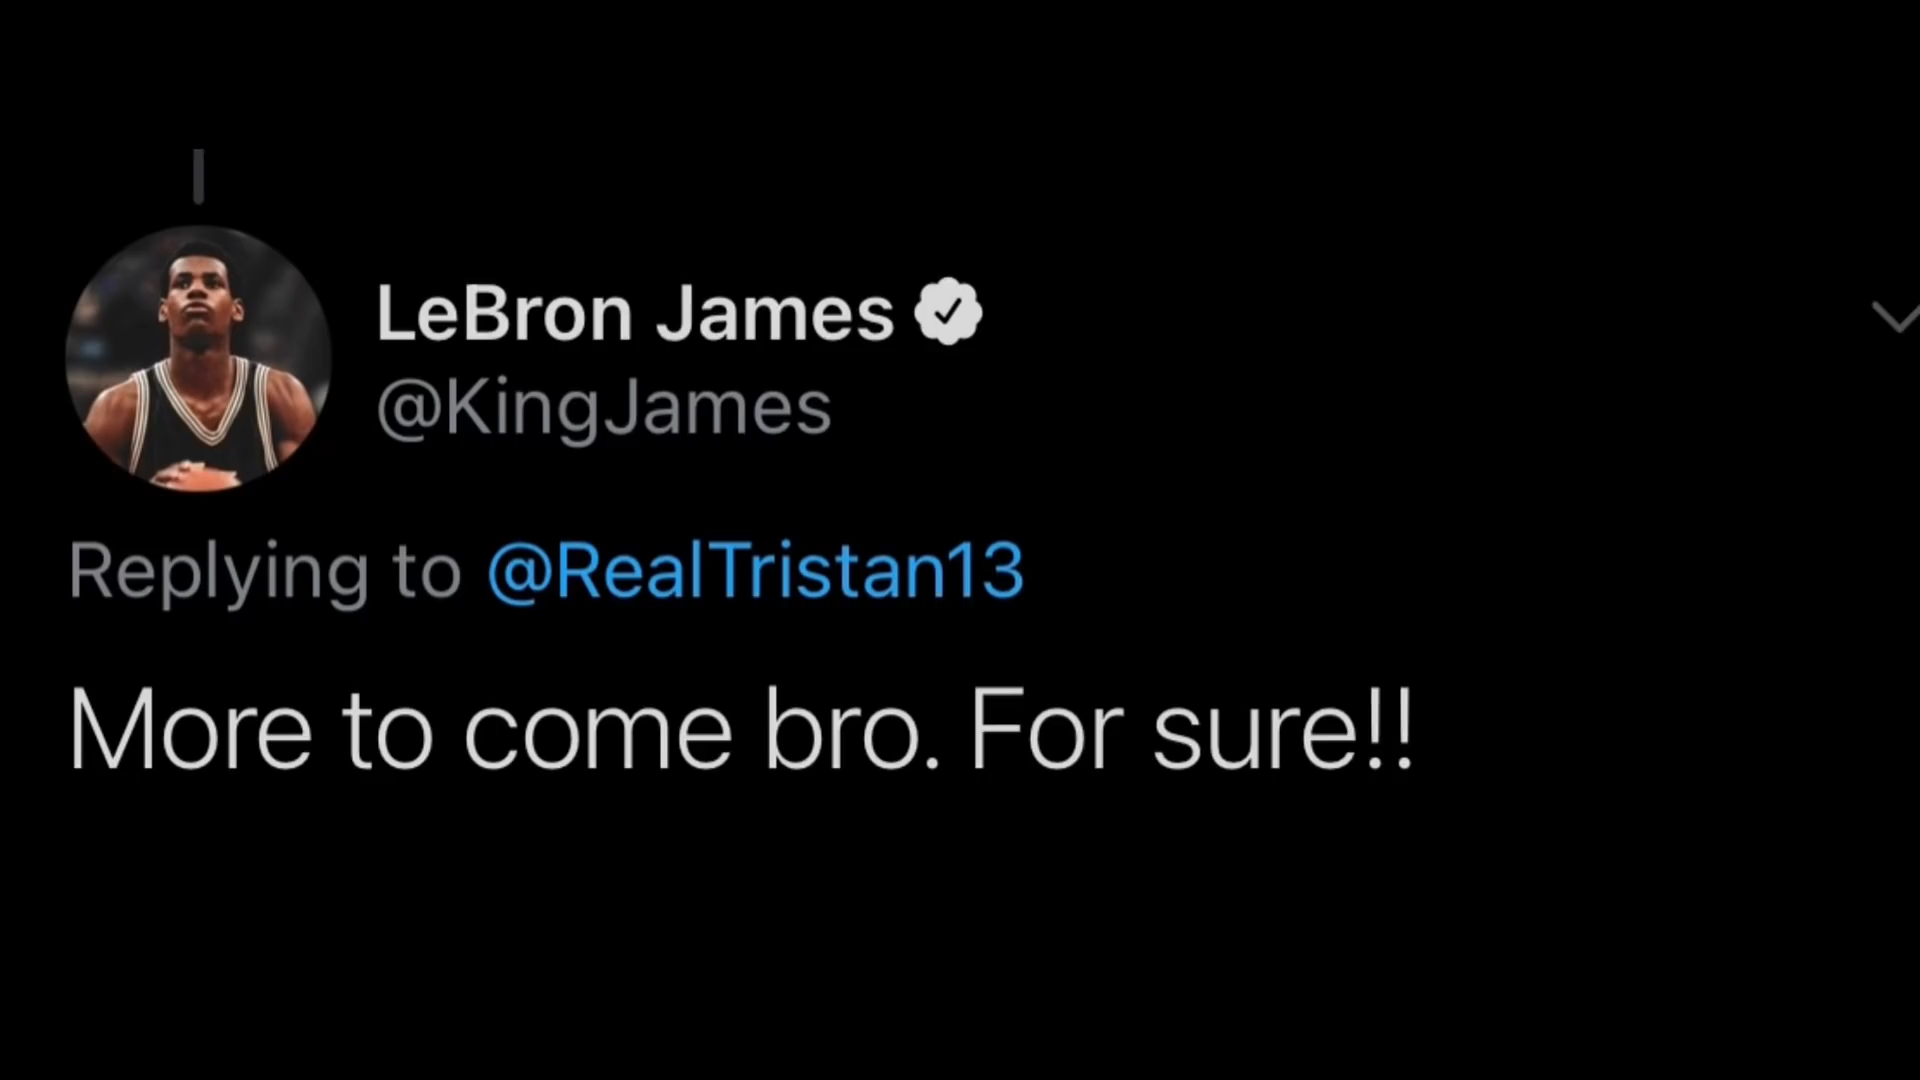 LeBron James
@KingJames
Replying to @RealTristan13
More to come bro. For sure!!